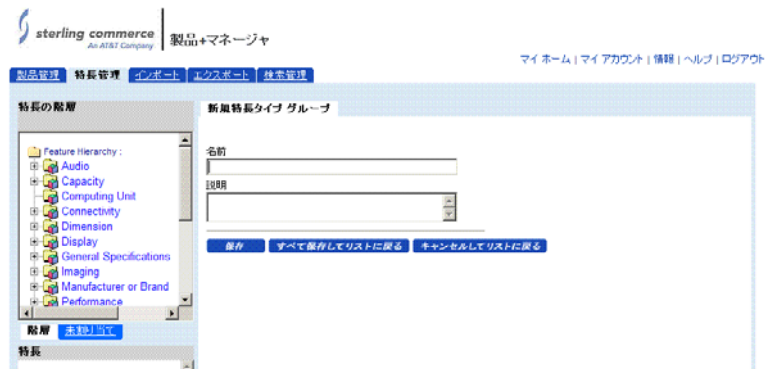 sterling commerce
An AT&T Company
製品+マネージャ
マイ ホーム | マイ アカウント | 情報 | ヘルプ | ログアウト
製品管理 特長管理 インポート エクスポート 検索管理
特長の階層
新規特長タイプ グループ
Feature Hierarchy :
Audio
Capacity
Computing Unit
Connectivity
Dimension
Display
General Specifications
Imaging
Manufacturer or Brand
Performance
名前
説明
保存 すべて保存してリストに戻る キャンセルしてリストに戻る
階層 未割り当て
特長